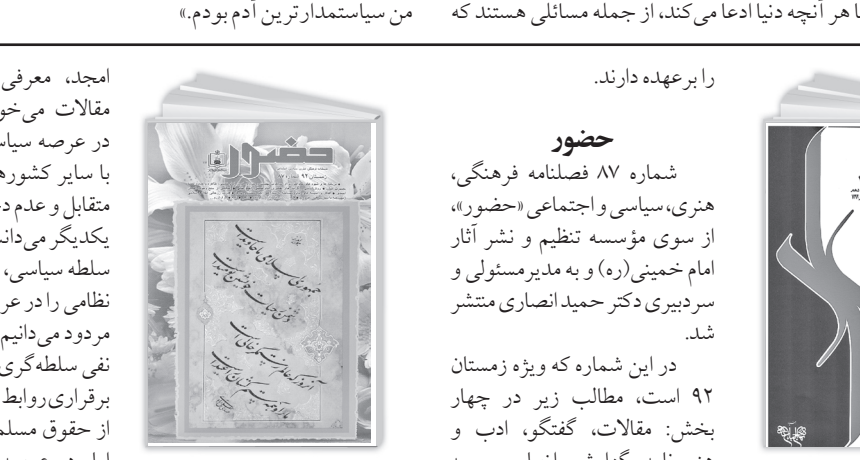 ا هر آنچه دنیا ادعا می‌کند، از جمله مسائلی هستند که
من سیاستمدارترین آدم بودم.»
را برعهده دارند.
حضور
شماره ۸۷ فصلنامه فرهنگی،
هنری، سیاسی و اجتماعی «حضور»،
از سوی مؤسسه تنظیم و نشر آثار
امام خمینی(ره) و به مدیرمسئولی و
سردبیری دکتر حمید انصاری منتشر
شد.
در این شماره که ویژه زمستان
۹۲ است، مطالب زیر در چهار
بخش: مقالات، گفتگو، ادب و
حضور
زمستان ۹۲
امجد، معرفی
مقالات می‌خو
در عرصه سیاس
با سایر کشوره
متقابل و عدم د
یکدیگر می‌دان
سلطه سیاسی،
نظامی را در عر
مردود می‌دانیم
نفی سلطه‌گری
برقراری روابط
از حقوق مسلم